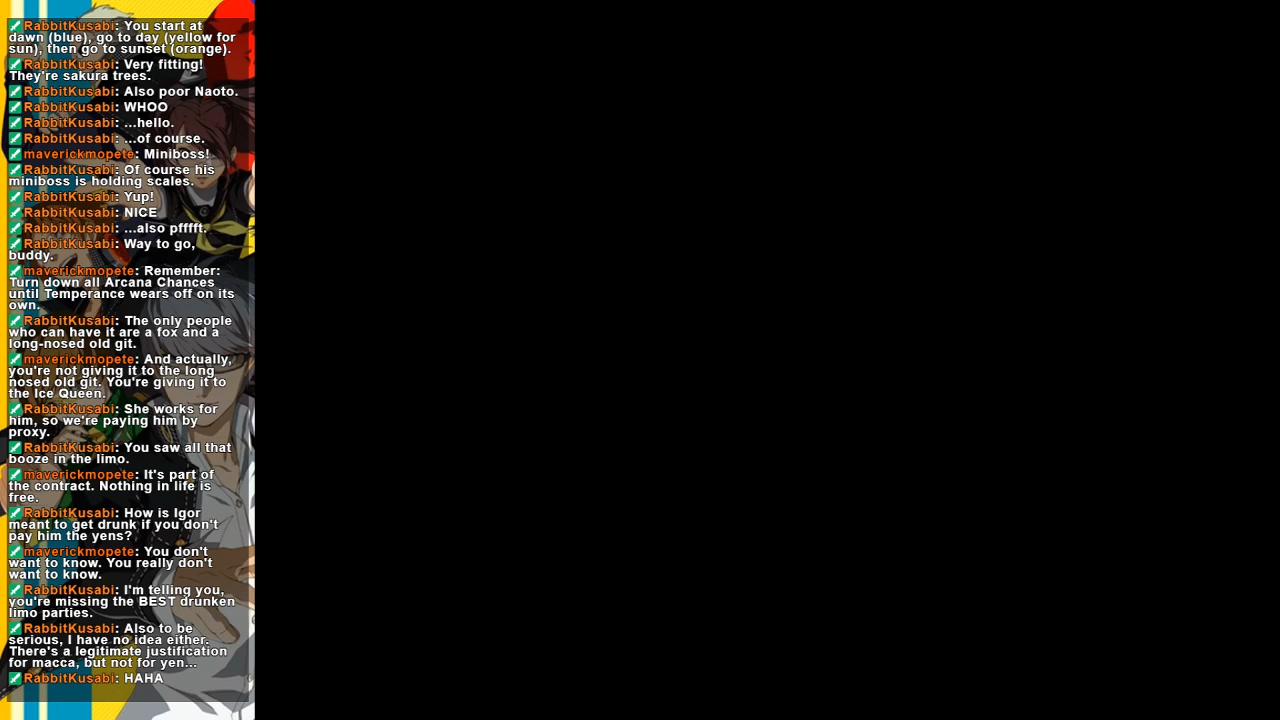 RabbitKusabi: You start at
dawn (blue), go to day (yellow for
sun), then go to sunset (orange).
RabbitKusabi: Very fitting!
They're sakura trees.
RabbitKusabi: Also poor Naoto.
RabbitKusabi: WHOO
RabbitKusabi: ...hello.
RabbitKusabi: ...of course.
maverickmopete: Miniboss!
RabbitKusabi: Of course his
miniboss is holding scales.
RabbitKusabi: Yup!
RabbitKusabi: NICE
RabbitKusabi: ...also pfffft.
RabbitKusabi: Way to go,
buddy.
maverickmopete: Remember:
Turn down all Arcana Chances
until Temperance wears off on its
own.
RabbitKusabi: The only people
who can have it are a fox and a
long-nosed old git.
maverickmopete: And actually,
you're not giving it to the long
nosed old git. You're giving it to
the Ice Queen.
RabbitKusabi: She works for
him, so we're paying him by
proxy.
RabbitKusabi: You saw all that
booze in the limo.
maverickmopete: It's part of
the contract. Nothing in life is
free.
RabbitKusabi: How is Igor
meant to get drunk if you don't
pay him the yens?
maverickmopete: You don't
want to know. You really don't
want to know.
RabbitKusabi: I'm telling you,
you're missing the BEST drunken
limo parties.
RabbitKusabi: Also to be
serious, I have no idea either.
There's a legitimate justification
for macca, but not for yen...
RabbitKusabi: HAHA